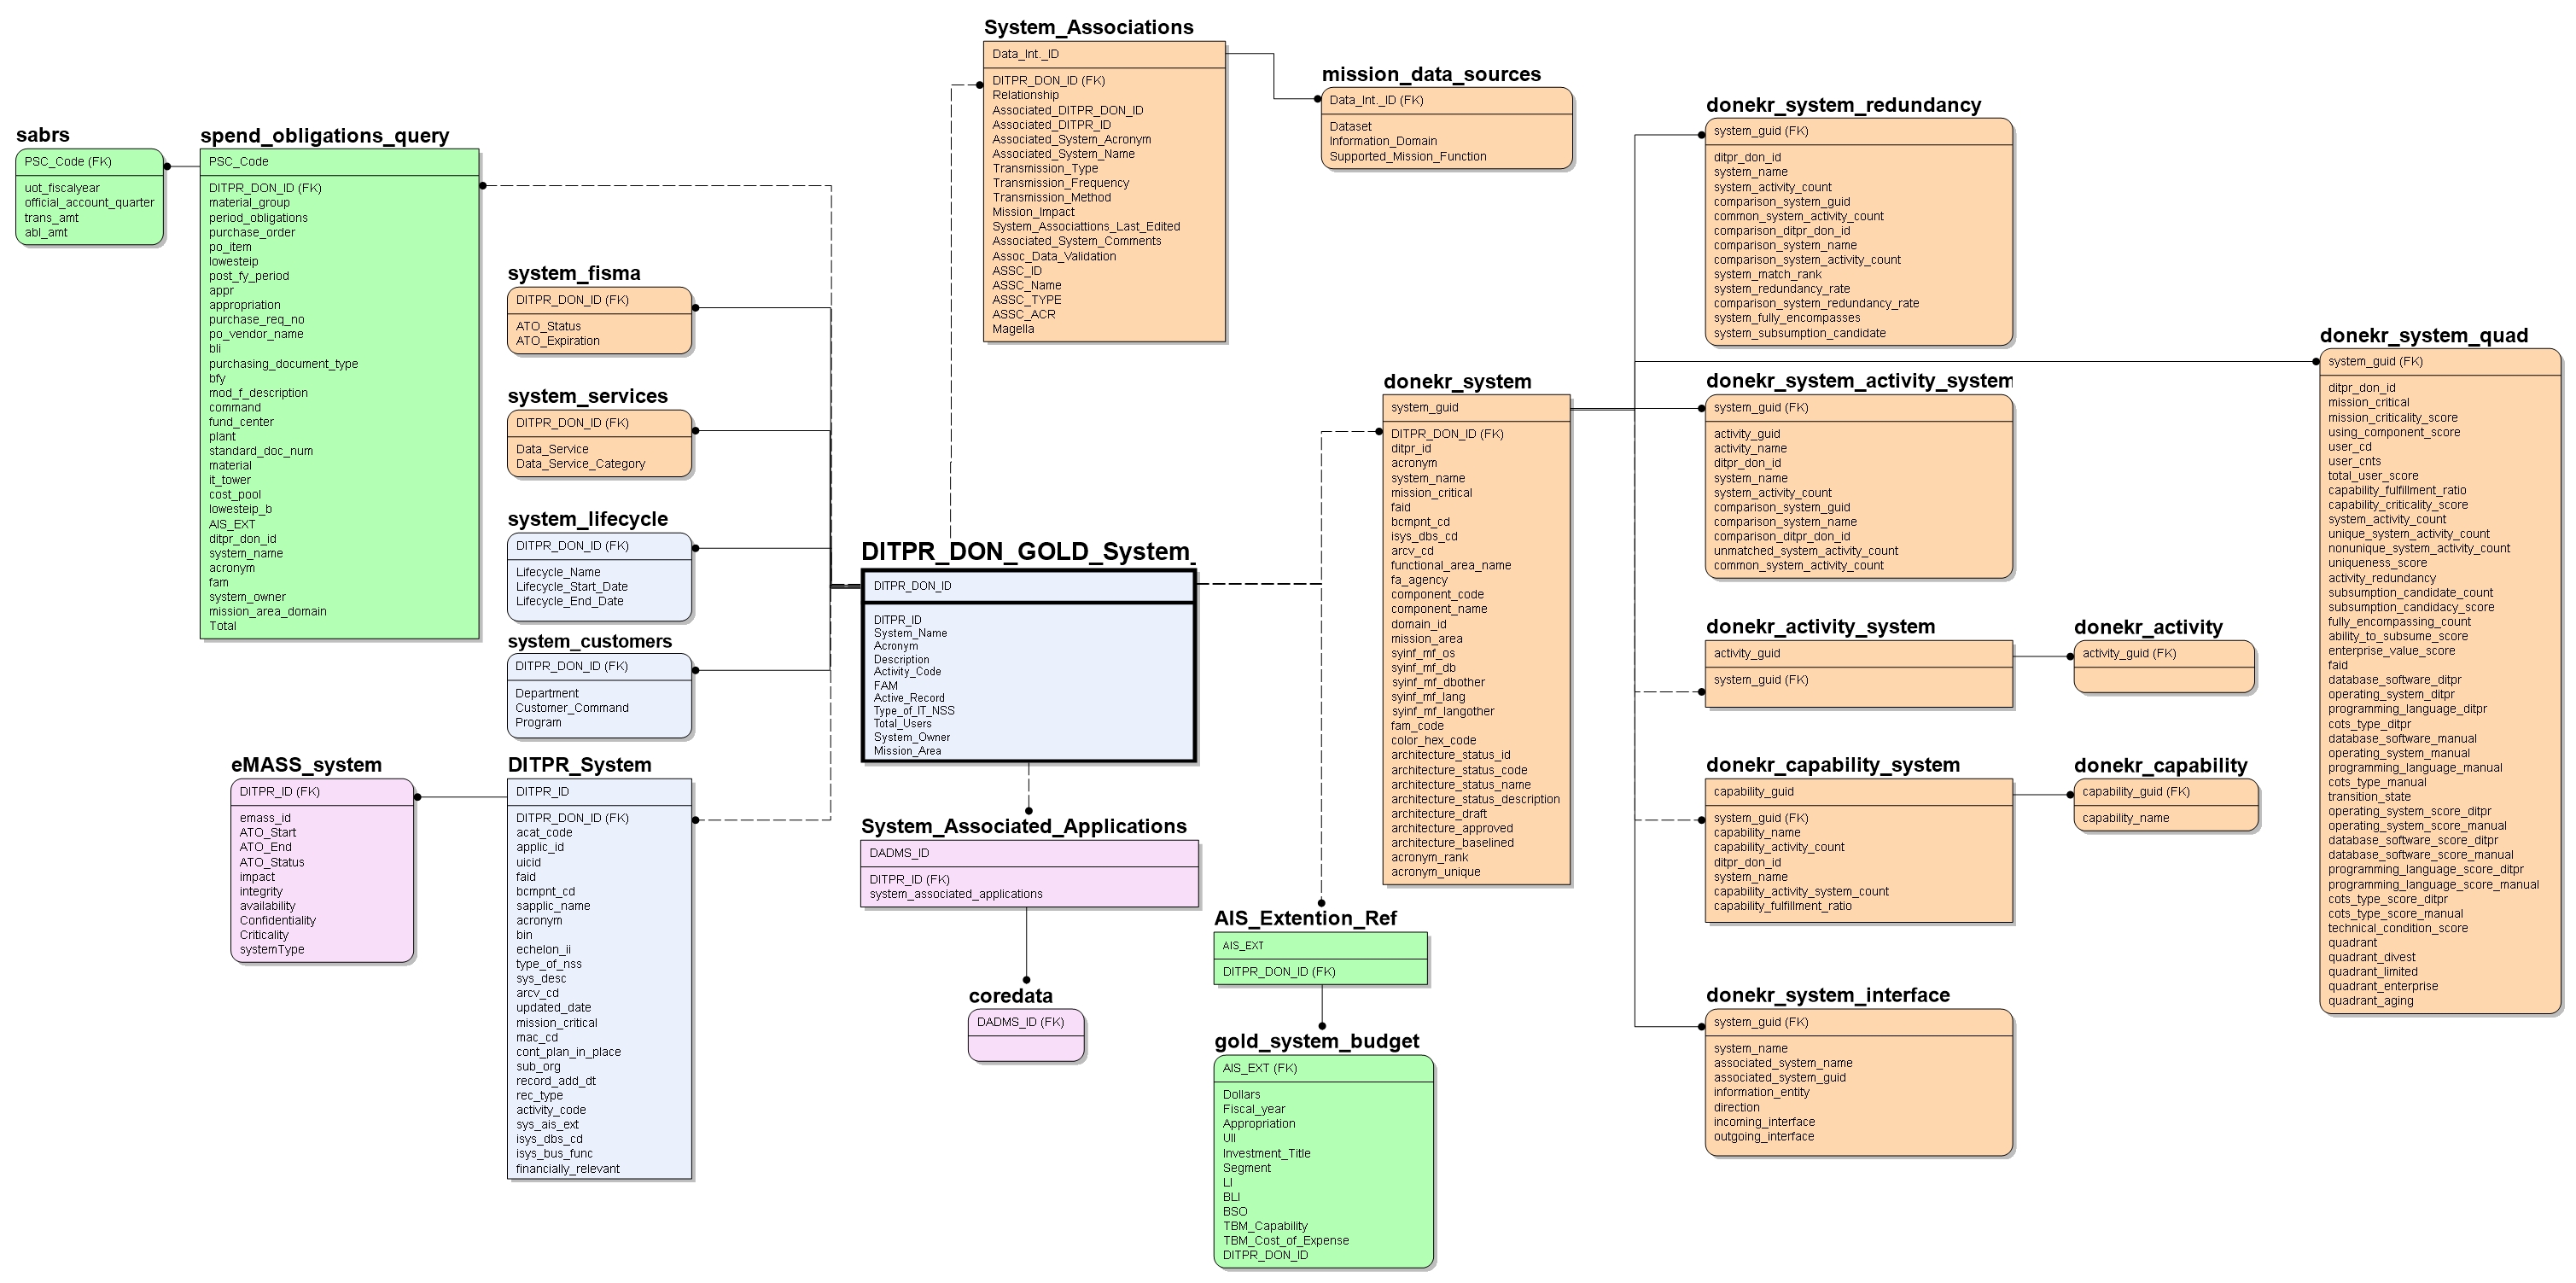 System_Associations
Data_Int._ID
DITPR_DON_ID (FK)
Relationship
Associated_DITPR_DON_ID
Associated_DITPR_ID
Associated_System_Acronym
Associated_System_Name
Transmission_Type
Transmission_Frequency
Transmission_Method
Mission_Impact
System_Associattions_Last_Edited
Associated_System_Comments
Assoc_Data_Validation
ASSC_ID
ASSC_Name
ASSC_TYPE
ASSC_ACR
Magella
mission_data_sources
Data_Int._ID (FK)
Dataset
Information_Domain
Supported_Mission_Function
sabrs
PSC_Code (FK)
uot_fiscalyear
official_account_quarter
trans_amt
abl_amt
spend_obligations_query
PSC_Code
DITPR_DON_ID (FK)
material_group
period_obligations
purchase_order
po_item
lowesteip
post_fy_period
appr
appropriation
purchase_req_no
po_vendor_name
bli
purchasing_document_type
bfy
mod_f_description
command
fund_center
plant
standard_doc_num
material
it_tower
cost_pool
lowesteip_b
AIS_EXT
ditpr_don_id
system_name
acronym
fam
system_owner
mission_area_domain
Total
system_fisma
DITPR_DON_ID (FK)
ATO_Status
ATO_Expiration
system_services
DITPR_DON_ID (FK)
Data_Service
Data_Service_Category
system_lifecycle
DITPR_DON_ID (FK)
Lifecycle_Name
Lifecycle_Start_Date
Lifecycle_End_Date
system_customers
DITPR_DON_ID (FK)
Department
Customer_Command
Program
eMASS_system
DITPR_ID (FK)
emass_id
ATO_Start
ATO_End
ATO_Status
impact
integrity
availability
Confidentiality
Criticality
systemType
DITPR_System
DITPR_ID
DITPR_DON_ID (FK)
acat_code
applic_id
uicid
faid
bcmpnt_cd
sapplic_name
acronym
bin
echelon_ii
type_of_nss
sys_desc
arcv_cd
updated_date
mission_critical
mac_cd
cont_plan_in_place
sub_org
record_add_dt
rec_type
activity_code
sys_ais_ext
isys_dbs_cd
isys_bus_func
financially_relevant
DITPR_DON_GOLD_System_
DITPR_DON_ID
DITPR_ID
System_Name
Acronym
Description
Activity_Code
FAM
Active_Record
Type_of_IT_NSS
Total_Users
System_Owner
Mission_Area
System_Associated_Applications
DADMS_ID
DITPR_ID (FK)
system_associated_applications
coredata
DADMS_ID (FK)
AIS_Extention_Ref
AIS_EXT
DITPR_DON_ID (FK)
gold_system_budget
AIS_EXT (FK)
Dollars
Fiscal_year
Appropriation
UII
Investment_Title
Segment
LI
BLI
BSO
TBM_Capability
TBM_Cost_of_Expense
DITPR_DON_ID
donekr_system
system_guid
DITPR_DON_ID (FK)
ditpr_id
acronym
system_name
mission_critical
faid
bcmpnt_cd
isys_dbs_cd
arcv_cd
functional_area_name
fa_agency
component_code
component_name
domain_id
mission_area
syinf_mf_os
syinf_mf_db
syinf_mf_dbother
syinf_mf_lang
syinf_mf_langother
fam_code
color_hex_code
architecture_status_id
architecture_status_code
architecture_status_name
architecture_status_description
architecture_draft
architecture_approved
architecture_baselined
acronym_rank
acronym_unique
donekr_system_redundancy
system_guid (FK)
ditpr_don_id
system_name
system_activity_count
comparison_system_guid
common_system_activity_count
comparison_ditpr_don_id
comparison_system_name
comparison_system_activity_count
system_match_rank
system_redundancy_rate
comparison_system_redundancy_rate
system_fully_encompasses
system_subsumption_candidate
donekr_system_activity_system
system_guid (FK)
activity_guid
activity_name
ditpr_don_id
system_name
system_activity_count
comparison_system_guid
comparison_system_name
comparison_ditpr_don_id
unmatched_system_activity_count
common_system_activity_count
donekr_activity_system
activity_guid
system_guid (FK)
donekr_activity
activity_guid (FK)
donekr_capability_system
capability_guid
system_guid (FK)
capability_name
capability_activity_count
ditpr_don_id
system_name
capability_activity_system_count
capability_fulfillment_ratio
donekr_capability
capability_guid (FK)
capability_name
donekr_system_interface
system_guid (FK)
system_name
associated_system_name
associated_system_guid
information_entity
direction
incoming_interface
outgoing_interface
donekr_system_quad
system_guid (FK)
ditpr_don_id
mission_critical
mission_criticality_score
using_component_score
user_cd
user_cnts
total_user_score
capability_fulfillment_ratio
capability_criticality_score
system_activity_count
unique_system_activity_count
nonunique_system_activity_count
uniqueness_score
activity_redundancy
subsumption_candidate_count
subsumption_candidacy_score
fully_encompassing_count
ability_to_subsume_score
enterprise_value_score
faid
database_software_ditpr
operating_system_ditpr
programming_language_ditpr
cots_type_ditpr
database_software_manual
operating_system_manual
programming_language_manual
cots_type_manual
transition_state
operating_system_score_ditpr
operating_system_score_manual
database_software_score_ditpr
database_software_score_manual
programming_language_score_ditpr
programming_language_score_manual
cots_type_score_ditpr
cots_type_score_manual
technical_condition_score
quadrant
quadrant_divest
quadrant_limited
quadrant_enterprise
quadrant_aging